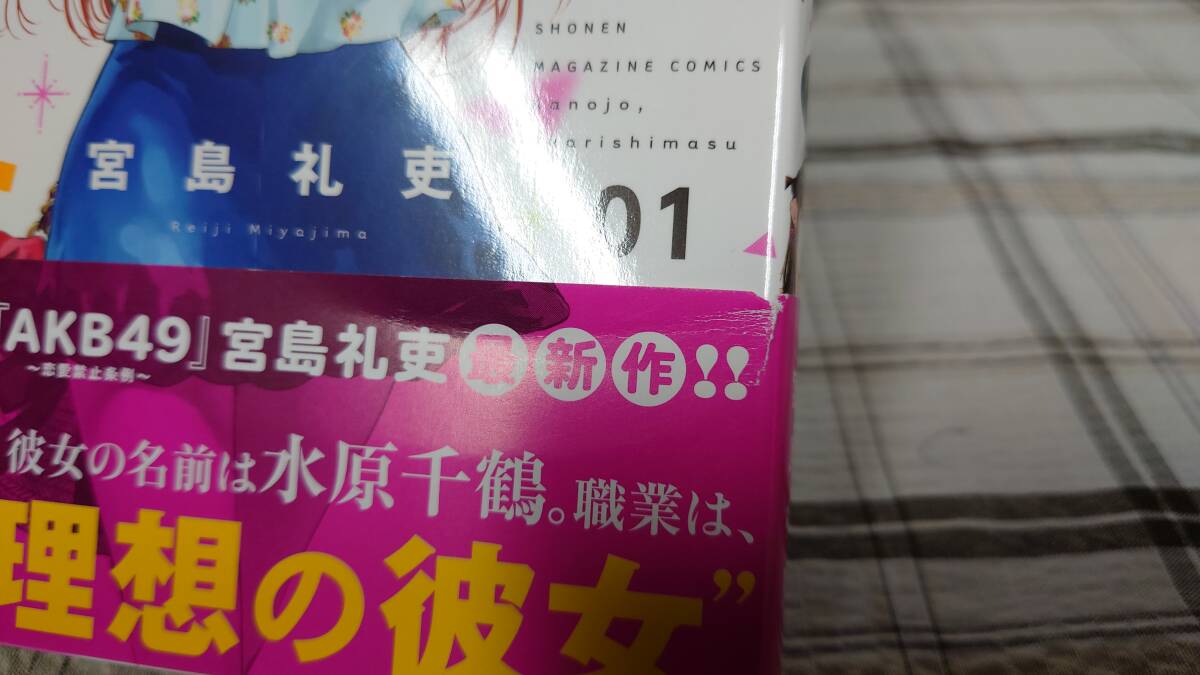 SHONEN
MAGAZINE COMICS
anojo,
arishimasu
宮島礼吏
Reiji Miyajima
01
『AKB49』宮島礼吏最新作!!
〜恋愛禁止条例〜
彼女の名前は水原千鶴。職業は、
理想の彼女”